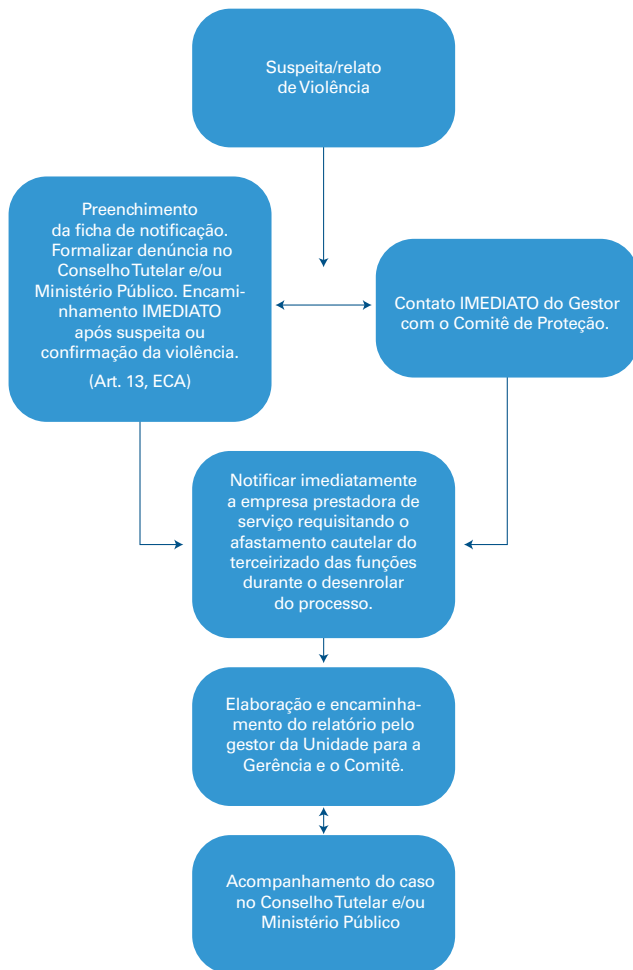 Suspeita/relato
de Violência
Preenchimento
da ficha de notificação.
Formalizar denúncia no
Conselho Tutelar e/ou
Ministério Público. Encami-
nhamento IMEDIATO
após suspeita ou
confirmação da violência.
(Art. 13, ECA)
Contato IMEDIATO do Gestor
com o Comitê de Proteção.
Notificar imediatamente
a empresa prestadora de
serviço requisitando o
afastamento cautelar do
terceirizado das funções
durante o desenrolar
do processo.
Elaboração e encaminha-
mento do relatório pelo
gestor da Unidade para a
Gerência e o Comitê.
Acompanhamento do caso
no Conselho Tutelar e/ou
Ministério Público